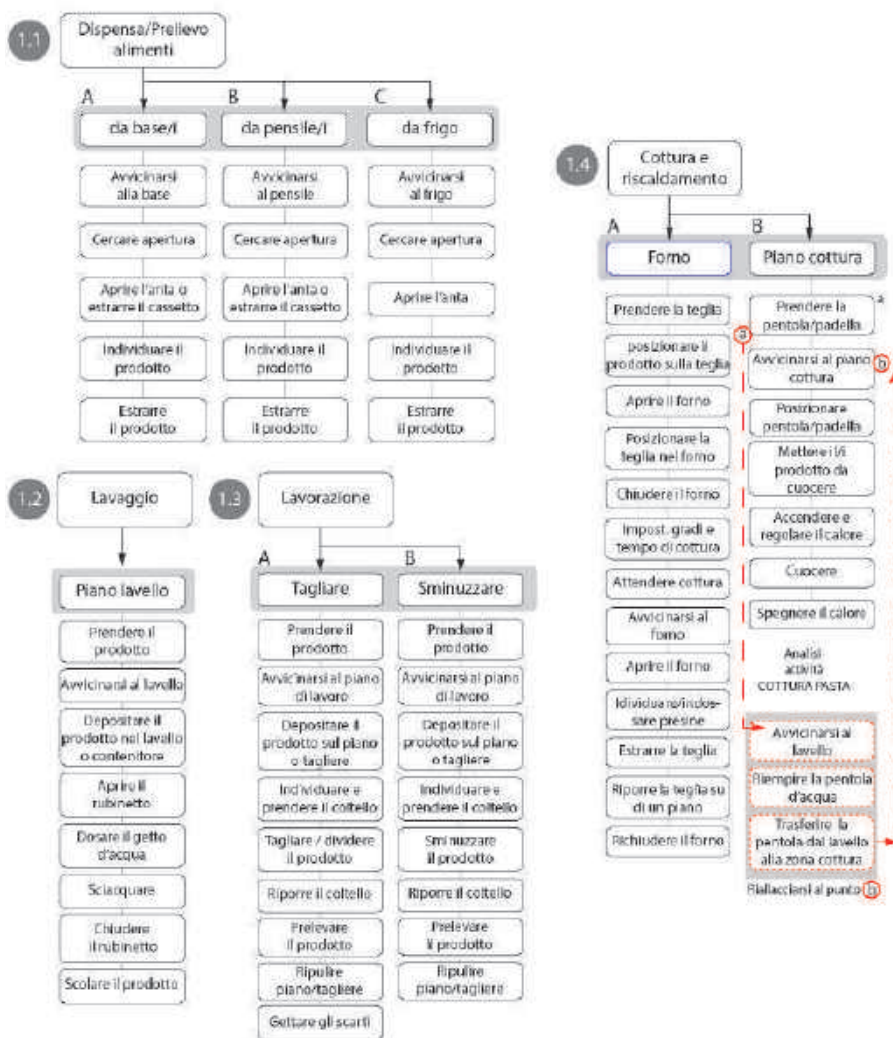 1.1
Dispensa/Prelievo
alimenti
A
B
C
da base/i
da pensile/i
da frigo
Avvicinarsi
alla base
Cercare apertura
Aprire l'anta o
estrarre il cassetto
Individuare il
prodotto
Estrarre
il prodotto
Avvicinarsi
al pensile
Cercare apertura
Aprire l'anta o
estrarre il cassetto
Individuare il
prodotto
Estrarre
il prodotto
Avvicinarsi
al frigo
Cercare apertura
Aprire l'anta
Individuare il
prodotto
Estrarre
il prodotto
1.2
Lavaggio
Piano lavello
Prendere il
prodotto
Avvicinarsi al lavello
Depositare il
prodotto nel lavello
o contenitore
Aprire il
rubinetto
Dosare il getto
d'acqua
Sciacquare
Chiudere
il rubinetto
Scolare il prodotto
1.3
Lavorazione
A
B
Tagliare
Sminuzzare
Prendere il
prodotto
Avvicinarsi al piano
di lavoro
Depositare il
prodotto sul piano
o tagliere
Individuare e
prendere il coltello
Tagliare / dividere
il prodotto
Riporre il coltello
Prelevare
il prodotto
Ripulire
piano/tagliere
Gettare gli scarti
Prendere il
prodotto
Avvicinarsi al piano
di lavoro
Depositare il
prodotto sul piano
o tagliere
Individuare e
prendere il coltello
Sminuzzare
il prodotto
Riporre il coltello
Prelevare
il prodotto
Ripulire
piano/tagliere
1.4
Cottura e
riscaldamento
A
B
Forno
Piano cottura
Prendere la teglia
posizionare il
prodotto sulla teglia
Aprire il forno
Posizionare la
teglia nel forno
Chiudere il forno
Impost. gradi e
tempo di cottura
Attendere cottura
Avvicinarsi al
forno
Aprire il forno
Idividuare/indos-
sare presine
Estrarre la teglia
Riporre la teglia su
di un piano
Richiudere il forno
Prendere la
pentola/padella
a
a
Avvicinarsi al piano
cottura
b
Posizionare
pentola/padella
Mettere il/i
prodotto da
cuocere
Accendere e
regolare il calore
Cuocere
Spegnere il calore
Analisi
attività
COTTURA PASTA
Avvicinarsi al
lavello
Riempire la pentola
d'acqua
Trasferire la
pentola dal lavello
alla zona cottura
Riallacciarsi al punto b